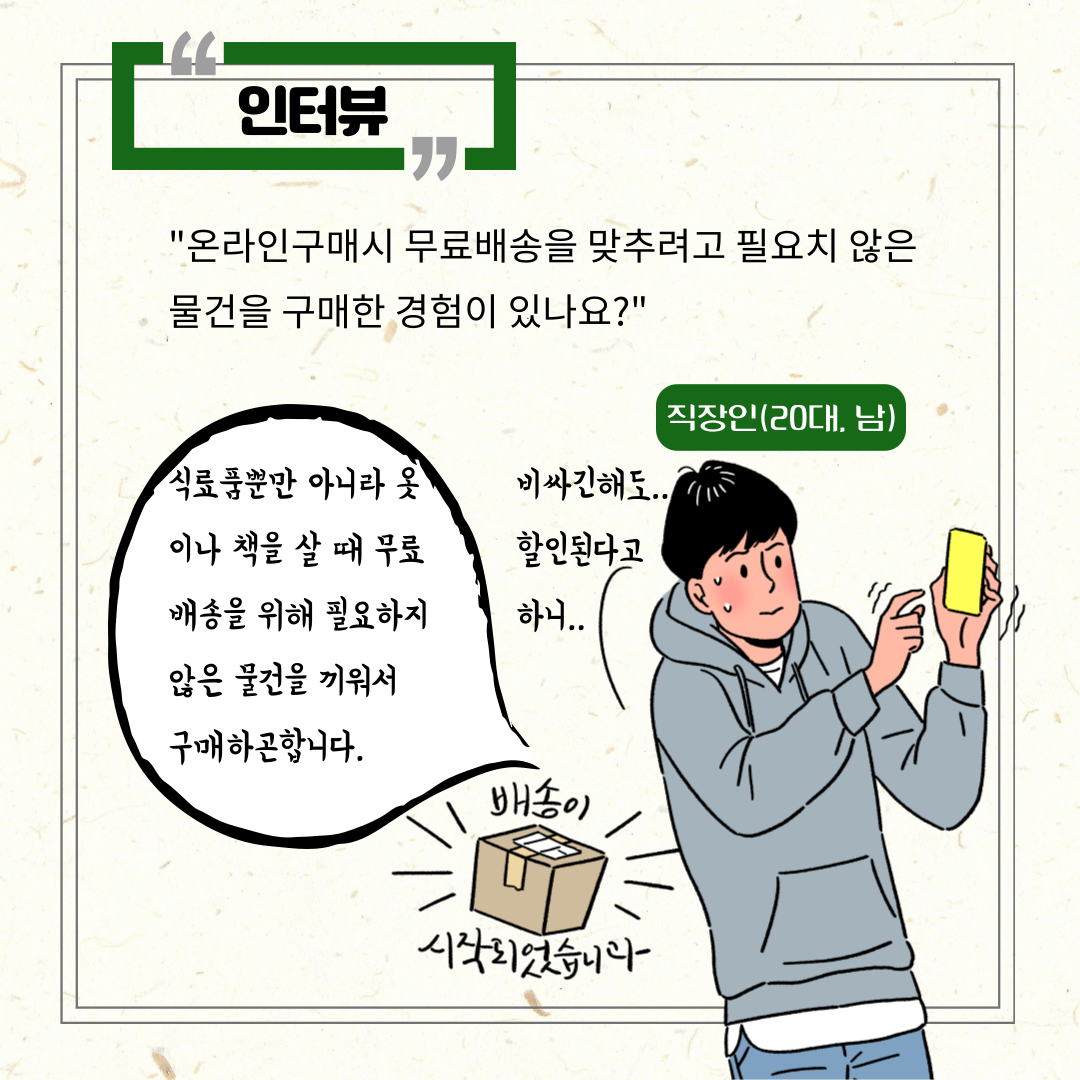 인터뷰
"온라인구매시 무료배송을 맞추려고 필요치 않은
물건을 구매한 경험이 있나요?"
직장인(20대, 남)
식료품뿐만 아니라 옷
이나 책을 살 때 무료
배송을 위해 필요하지
않은 물건을 끼워서
구매하곤합니다.
비싸긴해도..
할인된다고
하니..
배송이
시작되었습니다